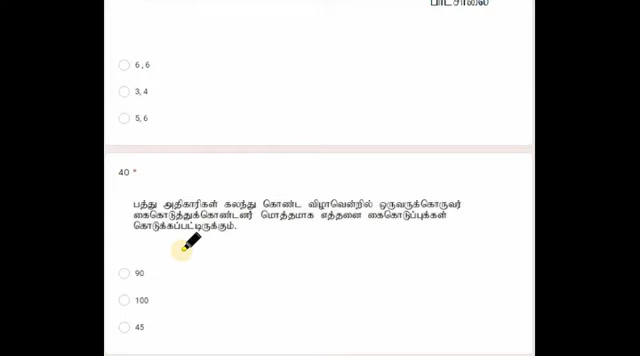 பாடசாலை
6 , 6
3, 4
5, 6
40 *
பத்து அதிகாரிகள் கலந்து கொண்ட விழாவென்றில் ஒருவருக்கொருவர்
கைகொடுத்துக்கொண்டனர் மொத்தமாக எத்தனை கைகொடுப்புக்கள்
கொடுக்கப்பட்டிருக்கும்.
90
100
45